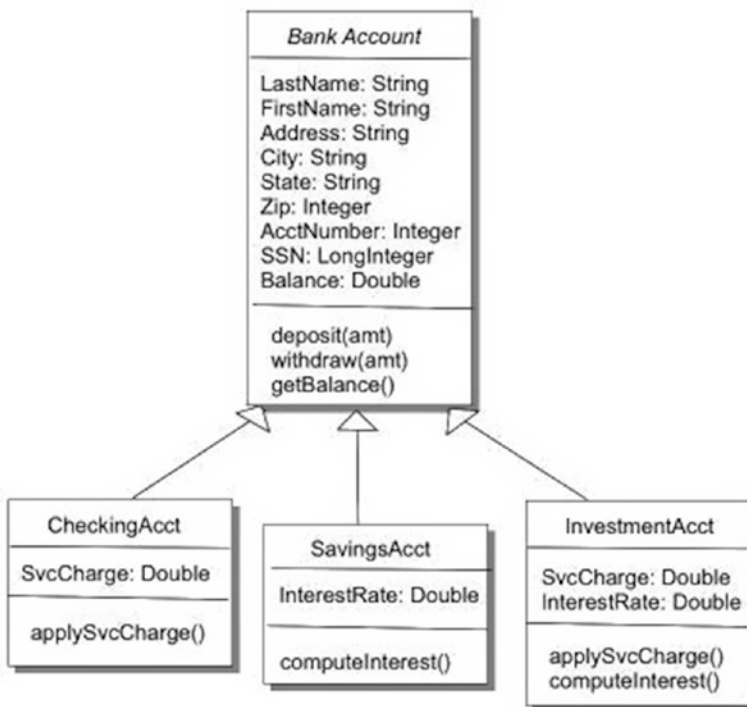 Bank Account
LastName: String
FirstName: String
Address: String
City: String
State: String
Zip: Integer
AcctNumber: Integer
SSN: LongInteger
Balance: Double
deposit(amt)
withdraw(amt)
getBalance()
CheckingAcct
SvcCharge: Double
applySvcCharge()
SavingsAcct
InterestRate: Double
computeInterest()
InvestmentAcct
SvcCharge: Double
InterestRate: Double
applySvcCharge()
computeInterest()